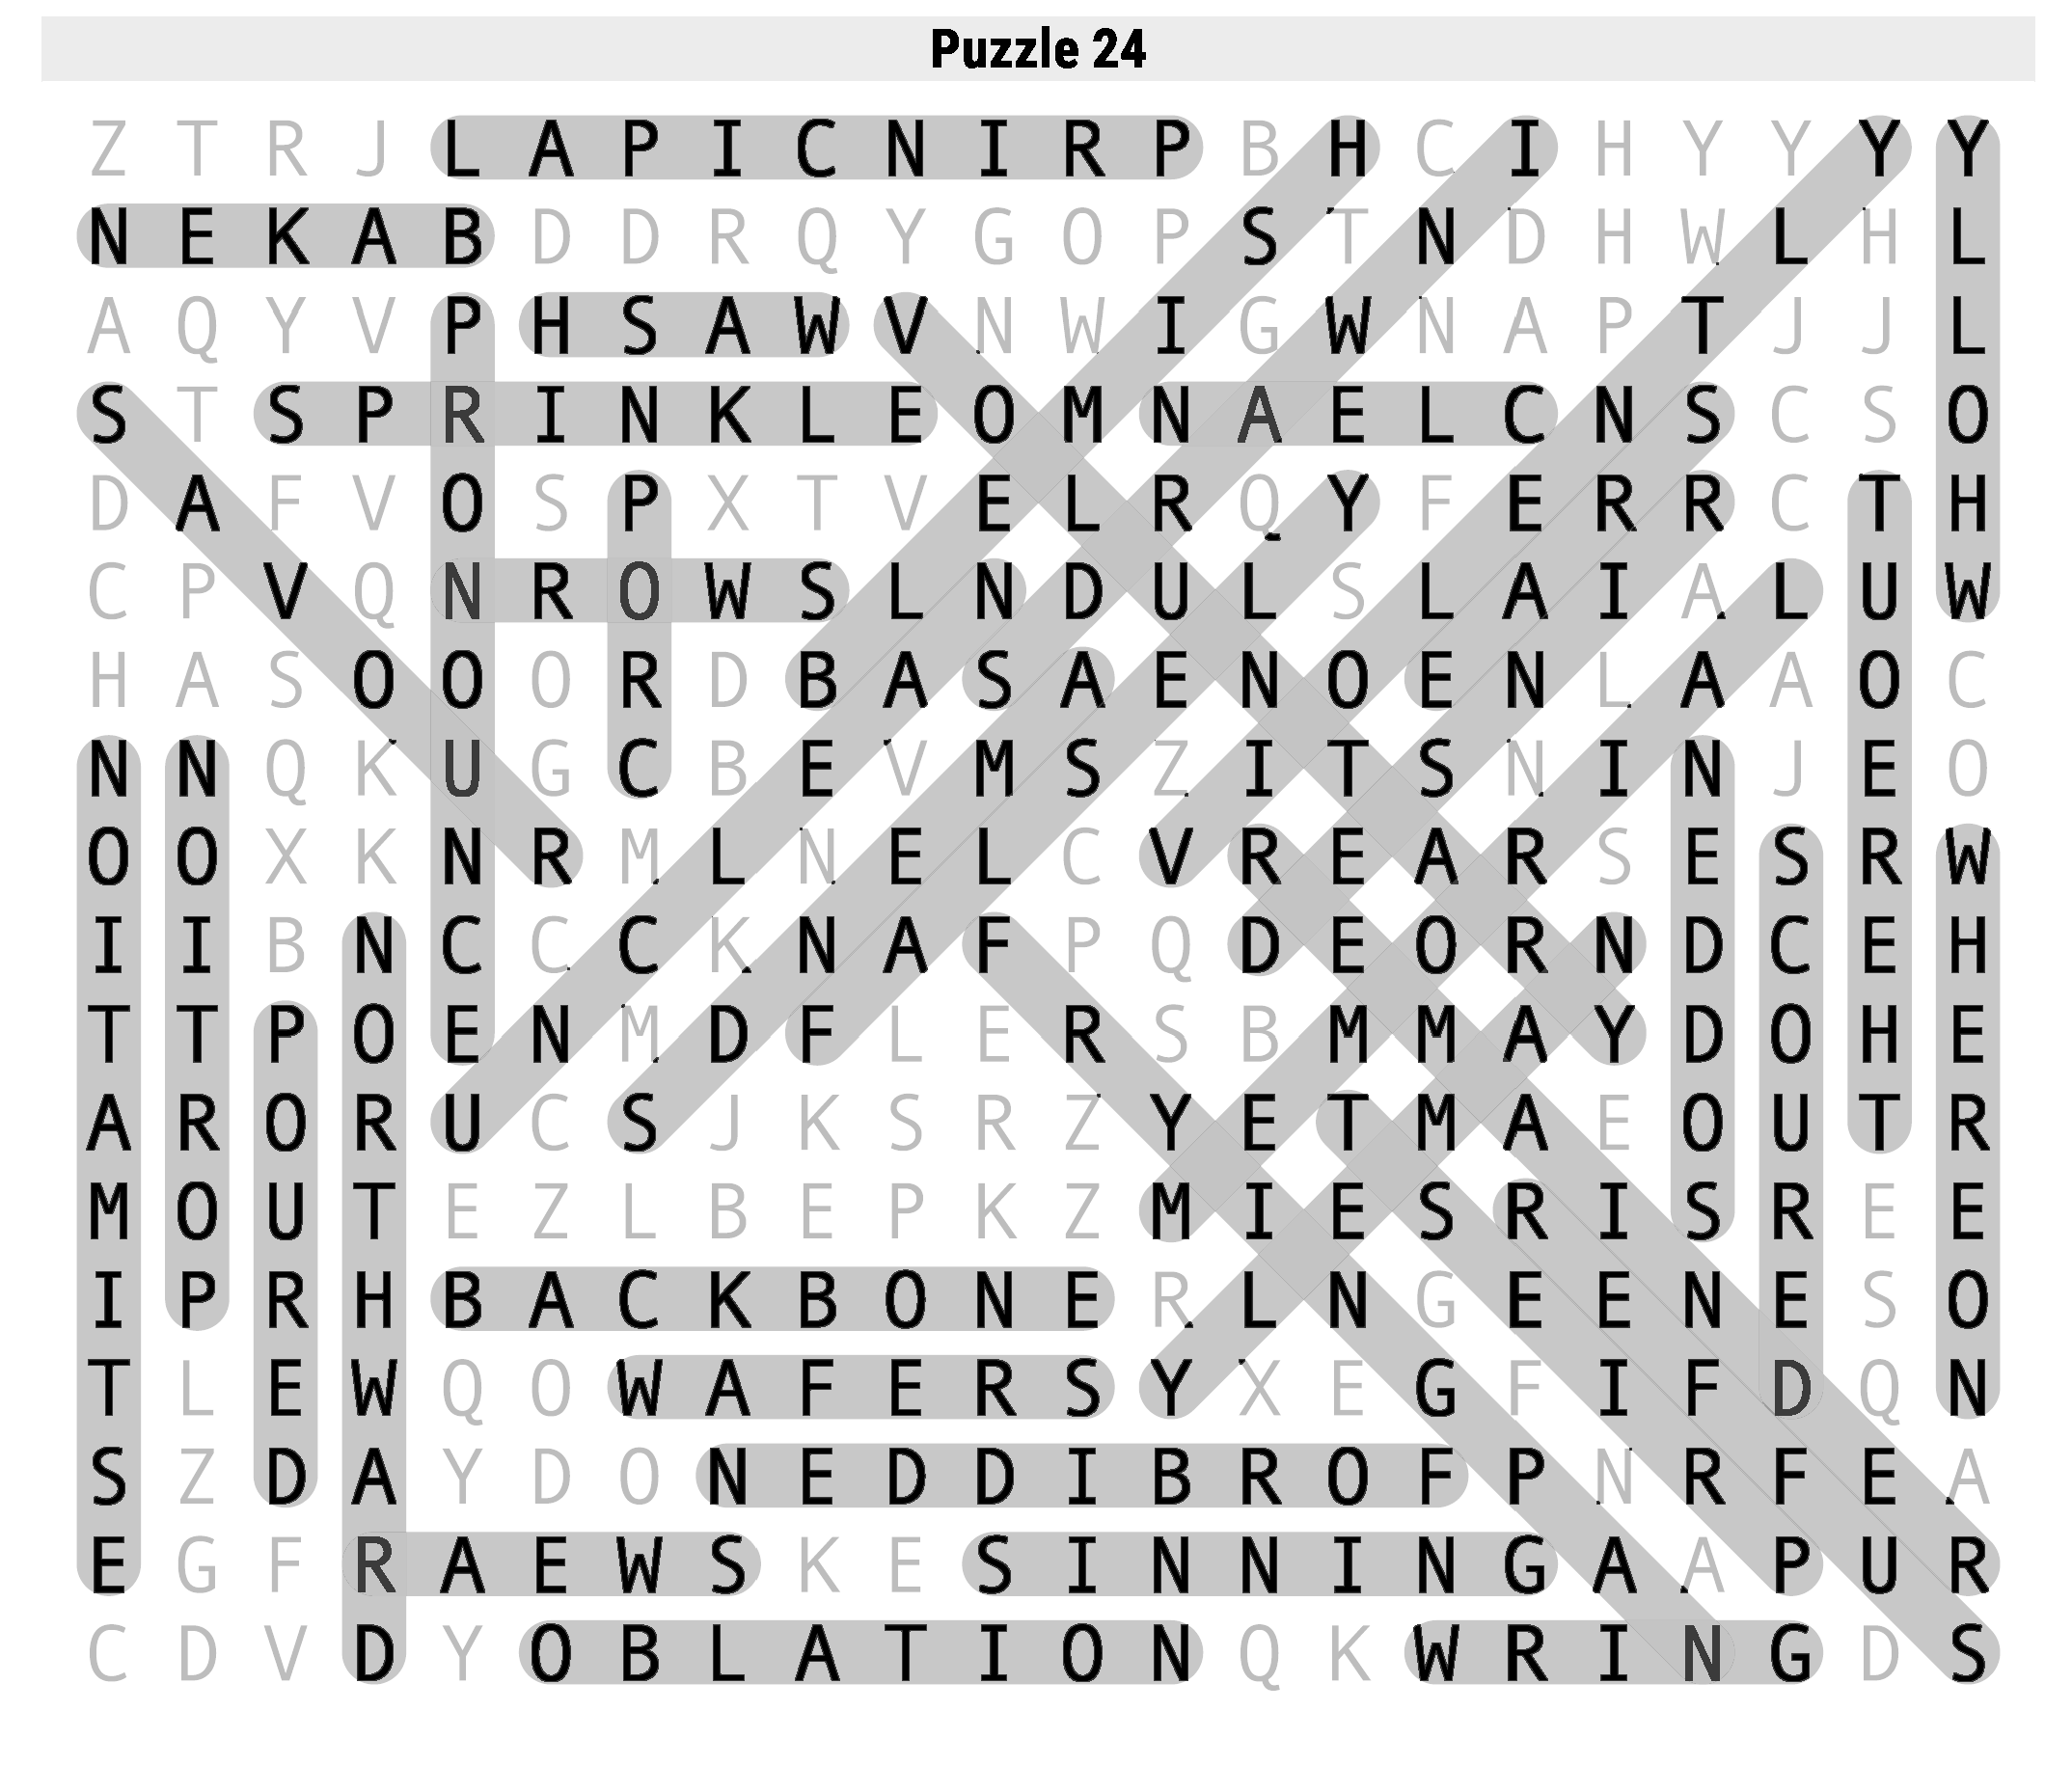 Puzzle 24
Z T R J L A P I C N I R P B H C I H Y Y Y Y
N E K A B D D R Q Y G O P S T N D H W L H L
A Q Y V P H S A W V N W I G W N A P T J J L
S T S P R I N K L E O M N A E L C N S C S O
D A F V O S P X T V E L R Q Y F E R R C T H
C P V Q N R O W S L N D U L S L A I A L U W
H A S O O O R D B A S A E N O E N L A A O C
N N Q K U G C B E V M S Z I T S N I N J E O
O O X K N R M L N E L C V R E A R S E S R W
I I B N C C C K N A F P Q D E O R N D C E H
T T P O E N M D F L E R S B M M A Y D O H E
A R O R U C S J K S R Z Y E T M A E O U T R
M O U T E Z L B E P K Z M I E S R I S R E E
I P R H B A C K B O N E R L N G E E N E S O
T L E W Q O W A F E R S Y X E G F I F D Q N
S Z D A Y D O N E D D I B R O F P N R F E A
E G F R A E W S K E S I N N I N G A A P U R
C D V D Y O B L A T I O N Q K W R I N G D S